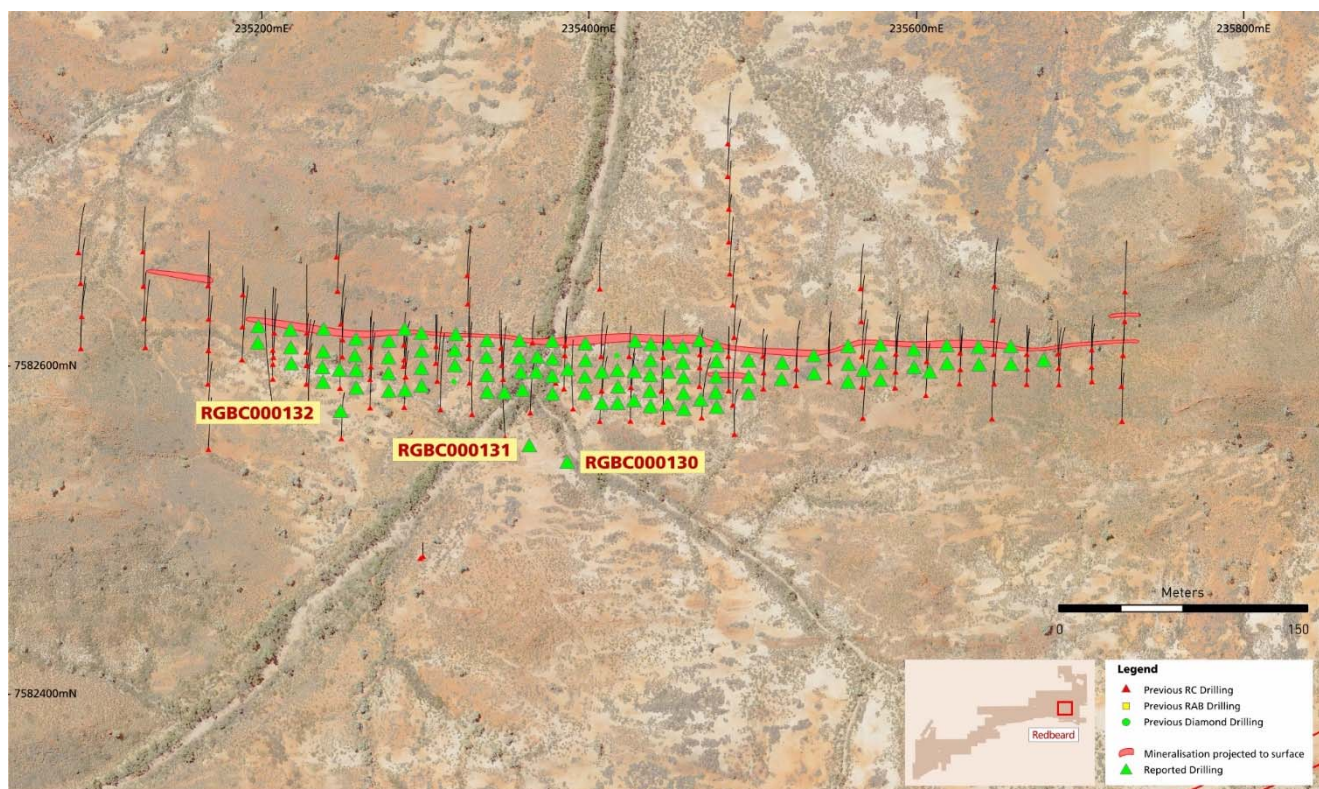 235200mE
235400mE
235600mE
235800mE
7582600mN
RGBC000132
RGBC000131
RGBC000130
Meters
0
150
7582400mN
Redbeard
Legend
Previous RC Drilling
Previous RAB Drilling
Previous Diamond Drilling
Mineralisation projected to surface
Reported Drilling